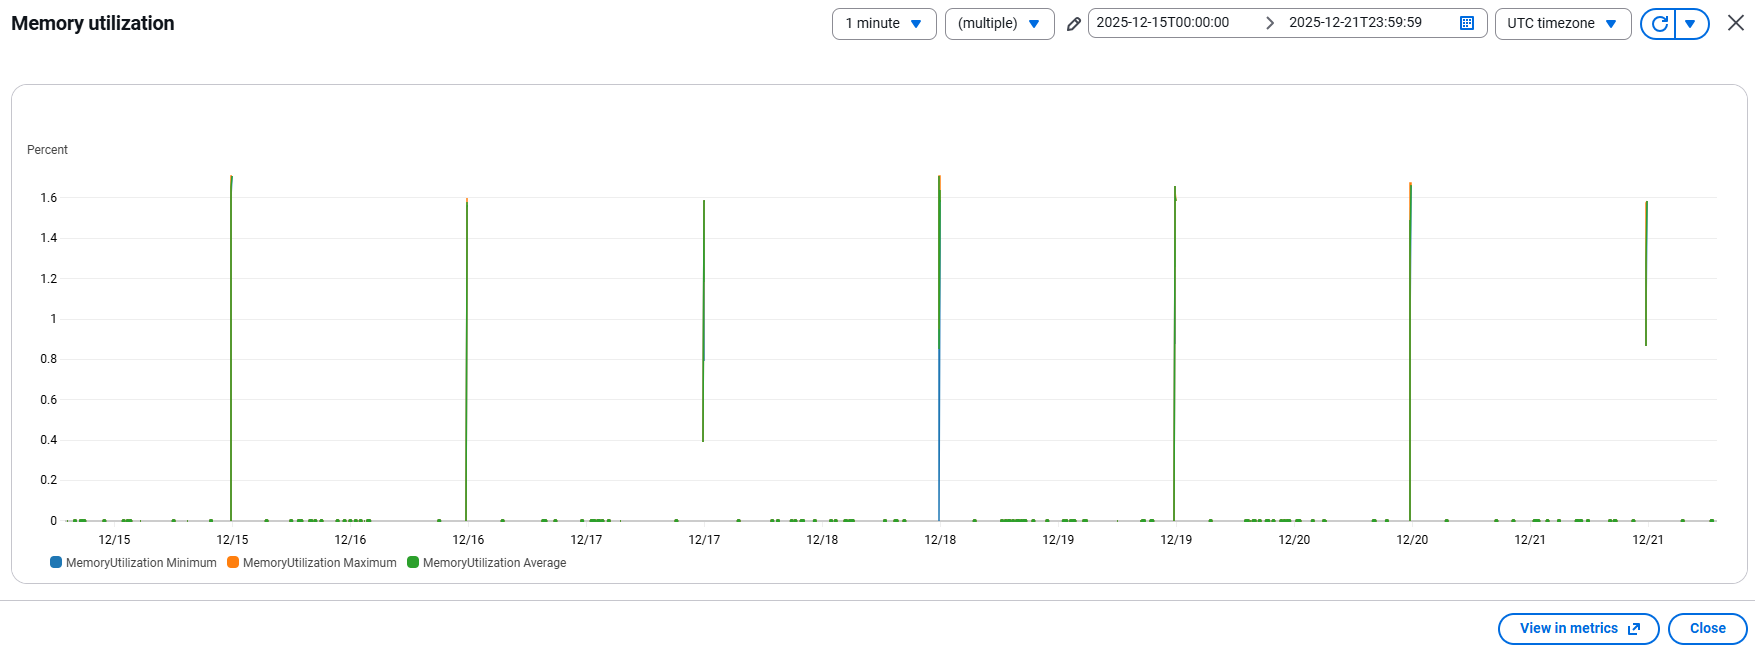 Memory utilization
1 minute
(multiple)
2025-12-15T00:00:00
2025-12-21T23:59:59
UTC timezone
Percent
1.6
1.4
1.2
1
0.8
0.6
0.4
0.2
0
12/15 12/15 12/16 12/16 12/17 12/17 12/18 12/18 12/19 12/19 12/20 12/20 12/21 12/21
MemoryUtilization Minimum MemoryUtilization Maximum MemoryUtilization Average
View in metrics
Close